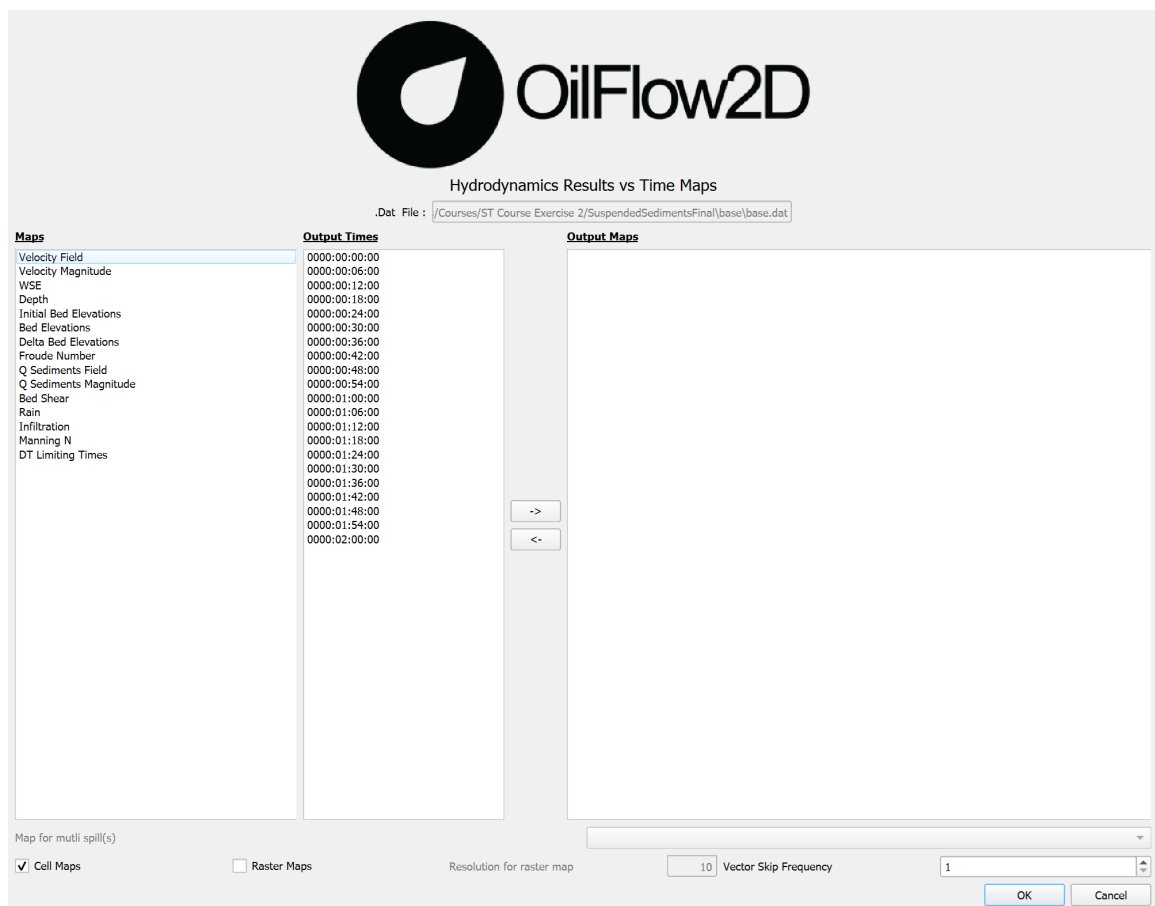 OilFlow2D
Hydrodynamics Results vs Time Maps
.Dat File : /Courses/ST Course Exercise 2/SuspendedSedimentsFinal\base\base.dat
Maps
Velocity Field
Velocity Magnitude
WSE
Depth
Initial Bed Elevations
Bed Elevations
Delta Bed Elevations
Froude Number
Q Sediments Field
Q Sediments Magnitude
Bed Shear
Rain
Infiltration
Manning N
DT Limiting Times
Output Times
0000:00:00:00
0000:00:06:00
0000:00:12:00
0000:00:18:00
0000:00:24:00
0000:00:30:00
0000:00:36:00
0000:00:42:00
0000:00:48:00
0000:00:54:00
0000:01:00:00
0000:01:06:00
0000:01:12:00
0000:01:18:00
0000:01:24:00
0000:01:30:00
0000:01:36:00
0000:01:42:00
0000:01:48:00
0000:01:54:00
0000:02:00:00
->
<-
Output Maps
Map for mutli spill(s)
Cell Maps
Raster Maps
Resolution for raster map
10
Vector Skip Frequency
1
OK
Cancel